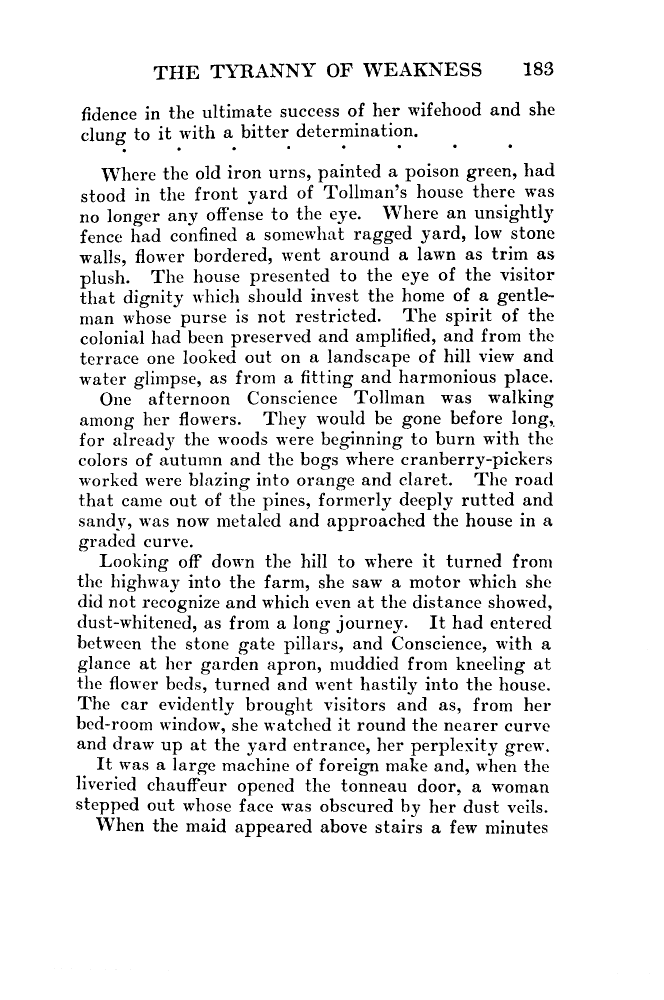 THE TYRANNY OF WEAKNESS 183
fidence in the ultimate success of her wifehood and she
clung to it with a bitter determination.
. . . . . . . .
Where the old iron urns, painted a poison green, had
stood in the front yard of Tollman's house there was
no longer any offense to the eye. Where an unsightly
fence had confined a somewhat ragged yard, low stone
walls, flower bordered, went around a lawn as trim as
plush. The house presented to the eye of the visitor
that dignity which should invest the home of a gentle-
man whose purse is not restricted. The spirit of the
colonial had been preserved and amplified, and from the
terrace one looked out on a landscape of hill view and
water glimpse, as from a fitting and harmonious place.
One afternoon Conscience Tollman was walking
among her flowers. They would be gone before long,
for already the woods were beginning to burn with the
colors of autumn and the bogs where cranberry-pickers
worked were blazing into orange and claret. The road
that came out of the pines, formerly deeply rutted and
sandy, was now metaled and approached the house in a
graded curve.
Looking off down the hill to where it turned from
the highway into the farm, she saw a motor which she
did not recognize and which even at the distance showed,
dust-whitened, as from a long journey. It had entered
between the stone gate pillars, and Conscience, with a
glance at her garden apron, muddied from kneeling at
the flower beds, turned and went hastily into the house.
The car evidently brought visitors and as, from her
bed-room window, she watched it round the nearer curve
and draw up at the yard entrance, her perplexity grew.
It was a large machine of foreign make and, when the
liveried chauffeur opened the tonneau door, a woman
stepped out whose face was obscured by her dust veils.
When the maid appeared above stairs a few minutes